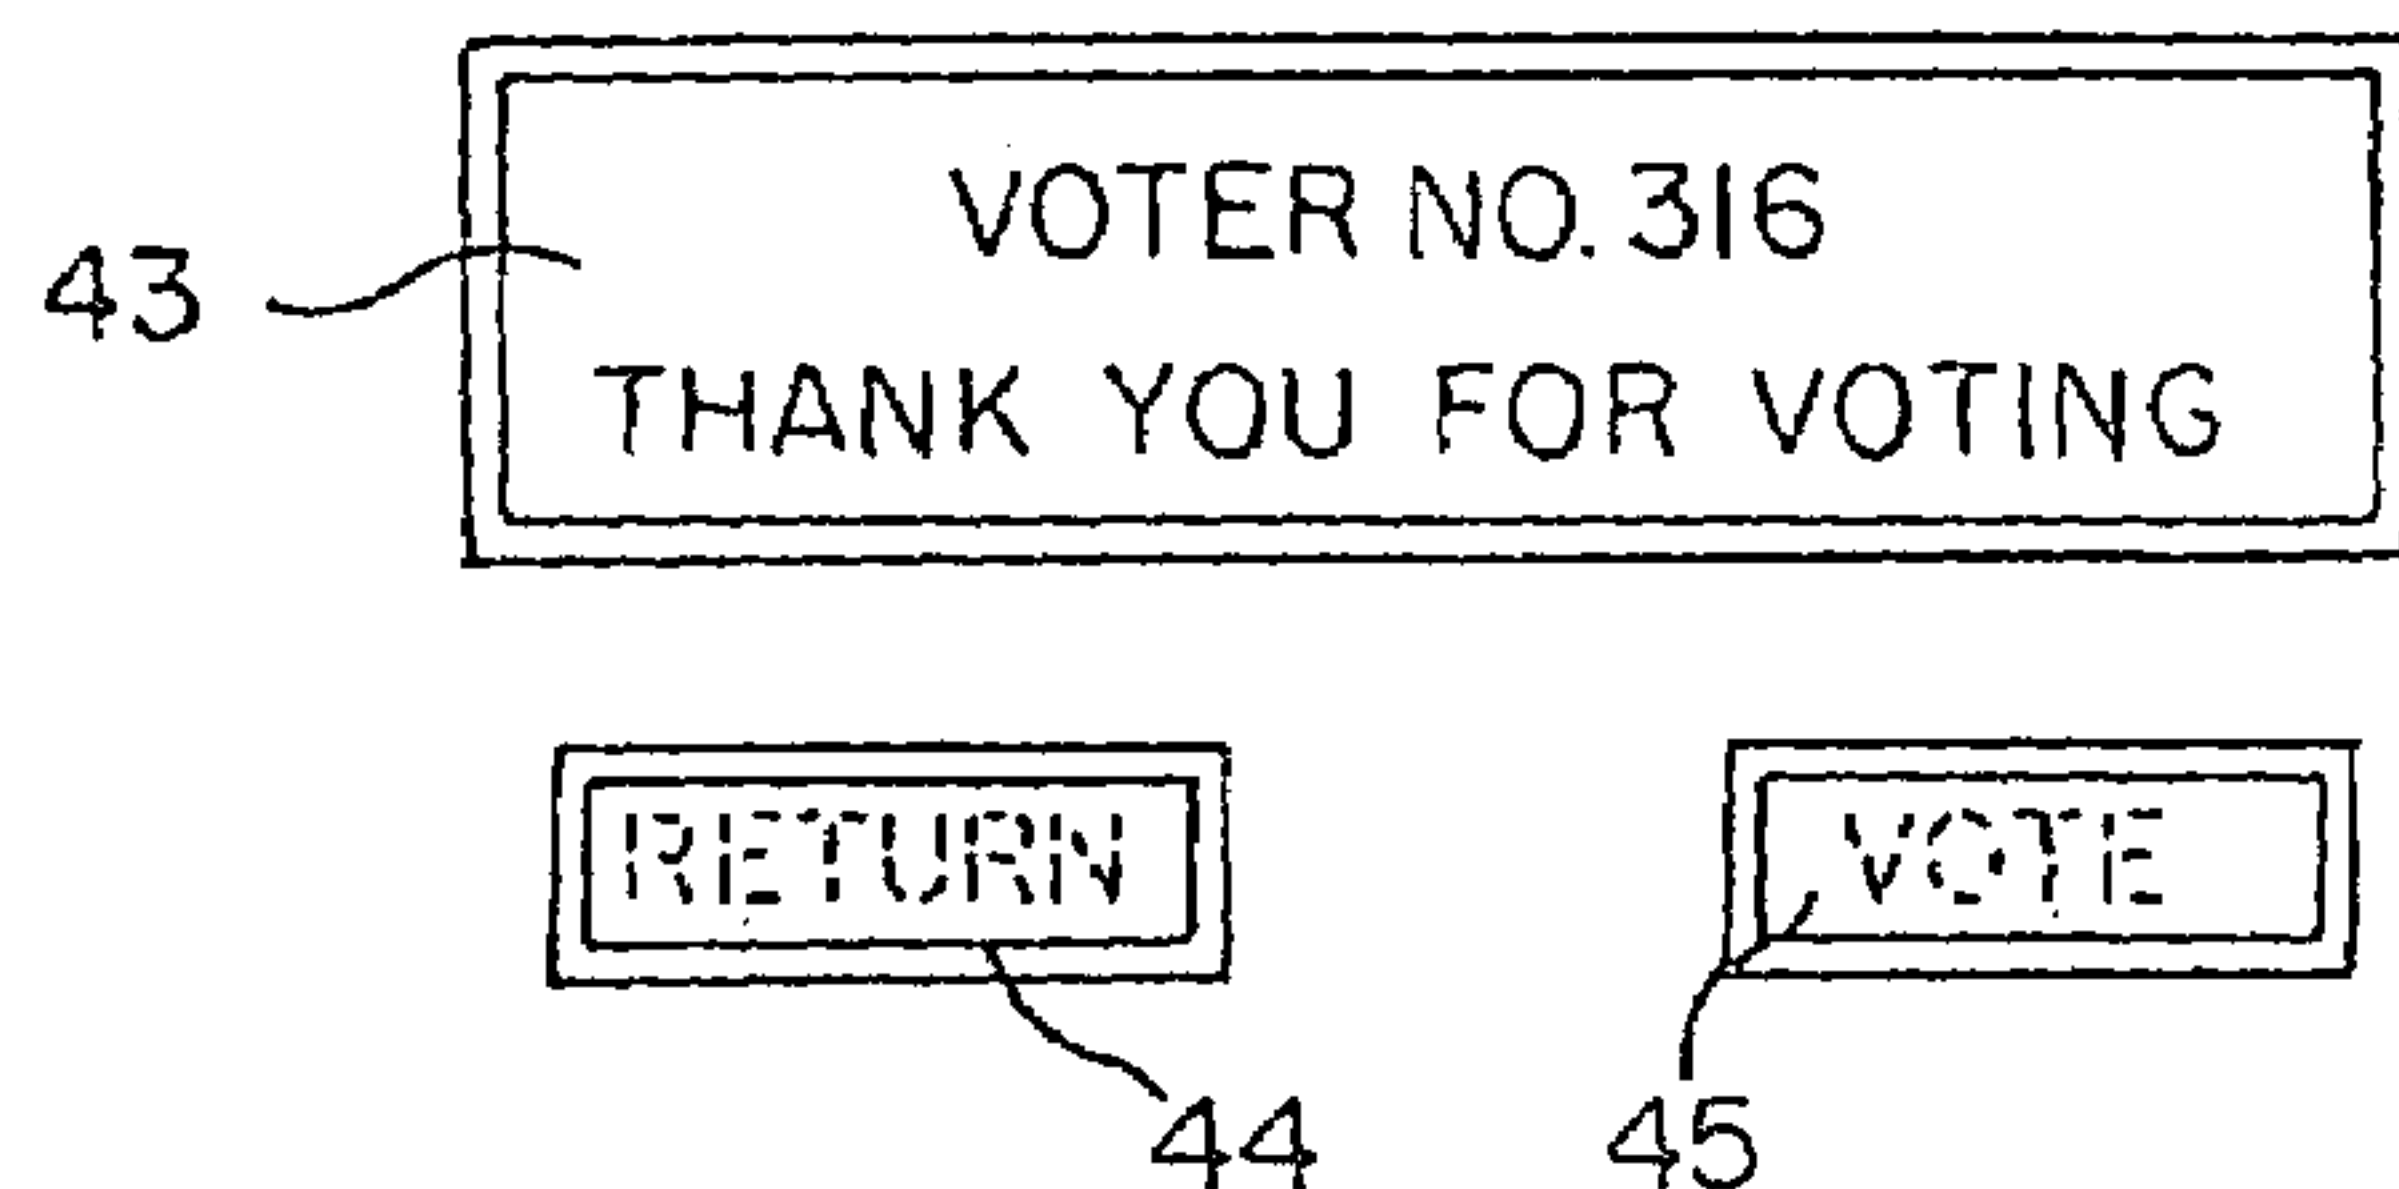 VOTER NO. 316
43
THANK YOU FOR VOTING
RETURN
VOTE
44
45